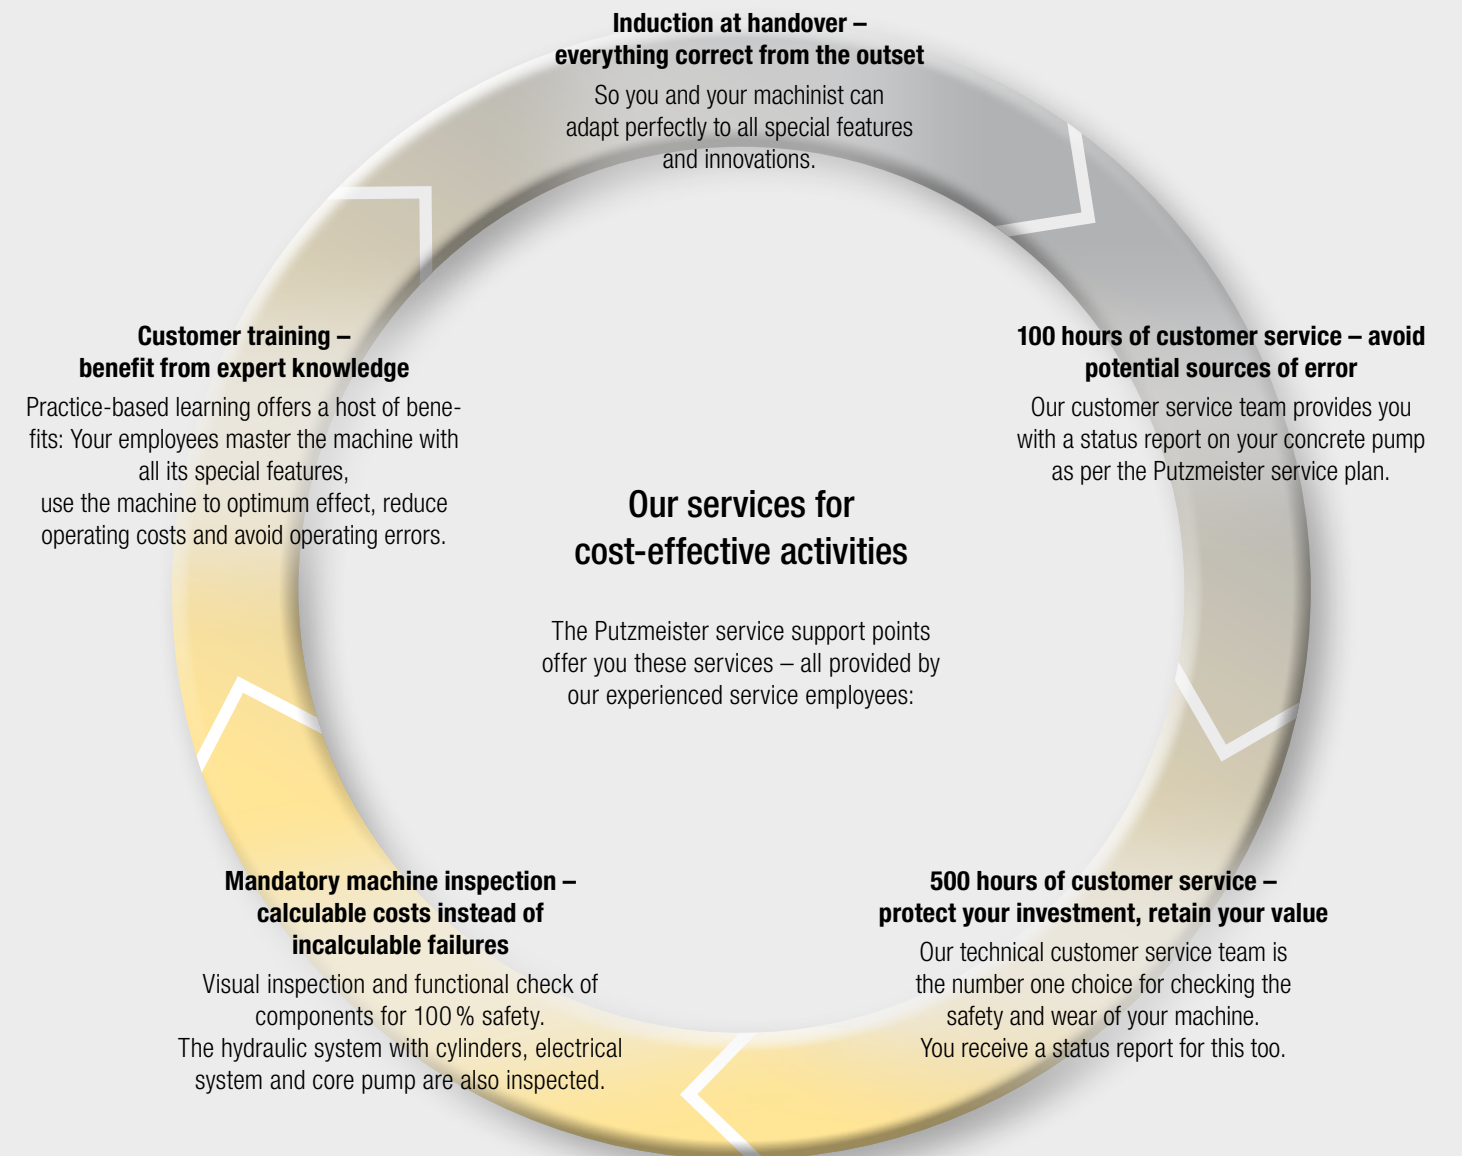 Induction at handover –
everything correct from the outset
So you and your machinist can
adapt perfectly to all special features
and innovations.
100 hours of customer service – avoid
potential sources of error
Our customer service team provides you
with a status report on your concrete pump
as per the Putzmeister service plan.
500 hours of customer service –
protect your investment, retain your value
Our technical customer service team is
the number one choice for checking the
safety and wear of your machine.
You receive a status report for this too.
Mandatory machine inspection –
calculable costs instead of
incalculable failures
Visual inspection and functional check of
components for 100 % safety.
The hydraulic system with cylinders, electrical
system and core pump are also inspected.
Customer training –
benefit from expert knowledge
Practice-based learning offers a host of bene-
fits: Your employees master the machine with
all its special features,
use the machine to optimum effect, reduce
operating costs and avoid operating errors.
Our services for
cost-effective activities
The Putzmeister service support points
offer you these services – all provided by
our experienced service employees: